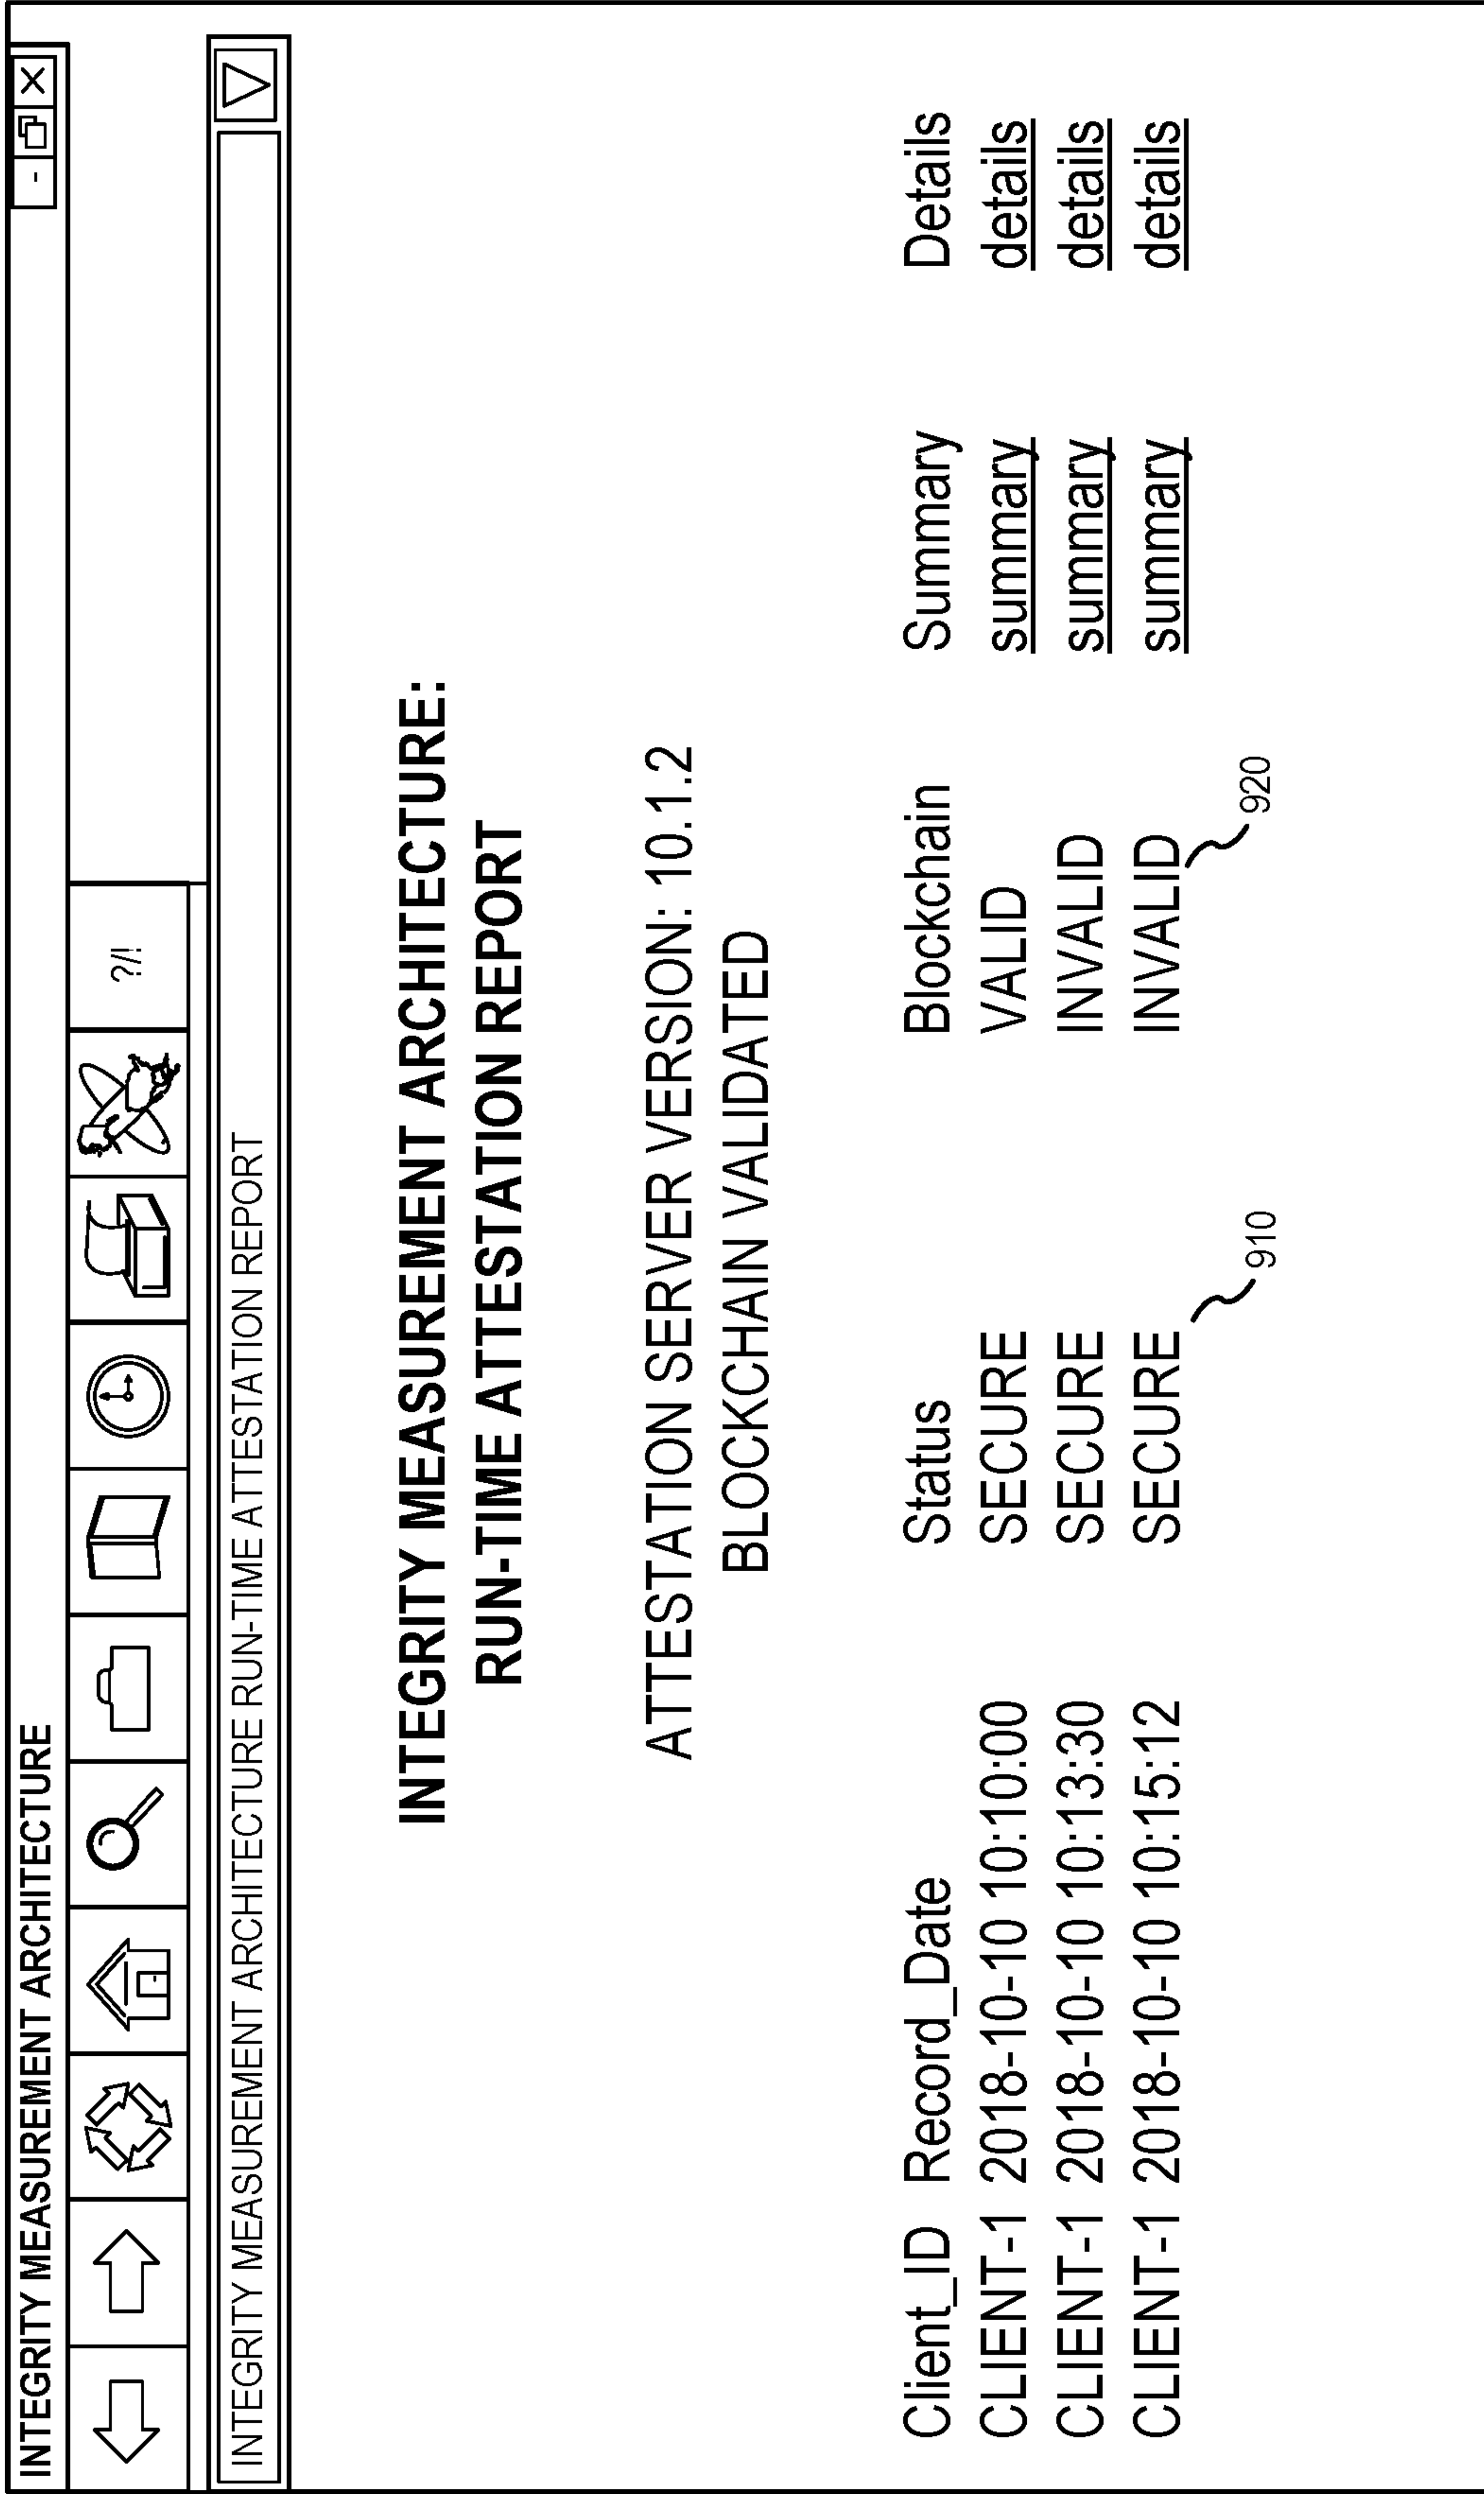 INTEGRITY MEASUREMENT ARCHITECTURE
- X
?/!
INTEGRITY MEASUREMENT ARCHITECTURE RUN-TIME ATTESTATION REPORT
INTEGRITY MEASUREMENT ARCHITECTURE:
RUN-TIME ATTESTATION REPORT
ATTESTATION SERVER VERSION: 10.1.2
BLOCKCHAIN VALIDATED
Client_ID Record_Date Status Blockchain Summary Details
CLIENT-1 2018-10-10 10:10:00 SECURE VALID summary details
CLIENT-1 2018-10-10 10:13:30 SECURE INVALID summary details
CLIENT-1 2018-10-10 10:15:12 SECURE INVALID summary details
910 920